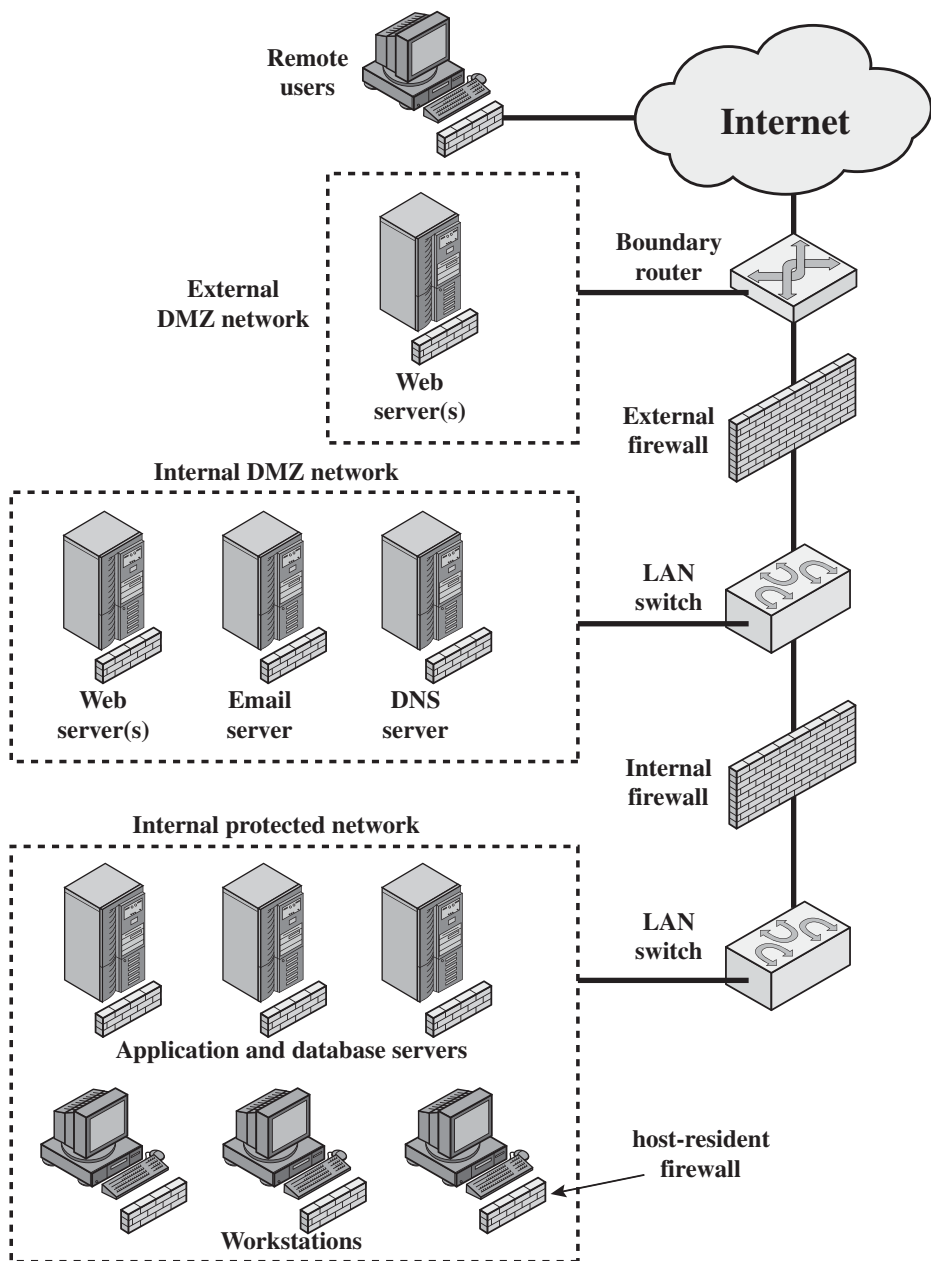 Remote
users
Internet
Boundary
router
External
DMZ network
Web
server(s)
External
firewall
Internal DMZ network
LAN
switch
Web
server(s)
Email
server
DNS
server
Internal
firewall
Internal protected network
LAN
switch
Application and database servers
host-resident
firewall
Workstations